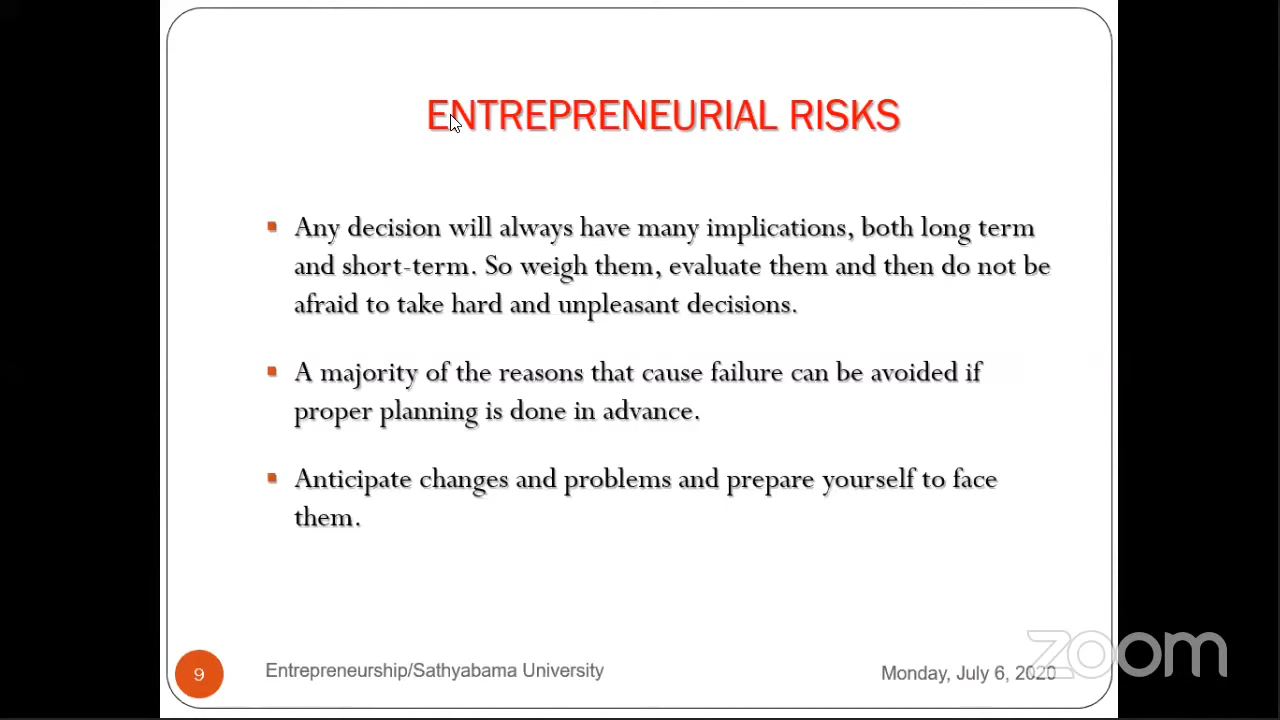 ENTREPRENEURIAL RISKS
Any decision will always have many implications, both long term
and short-term. So weigh them, evaluate them and then do not be
afraid to take hard and unpleasant decisions.
A majority of the reasons that cause failure can be avoided if
proper planning is done in advance.
Anticipate changes and problems and prepare yourself to face
them.
9
Entrepreneurship/Sathyabama University
Monday, July 6, 2020
zoom